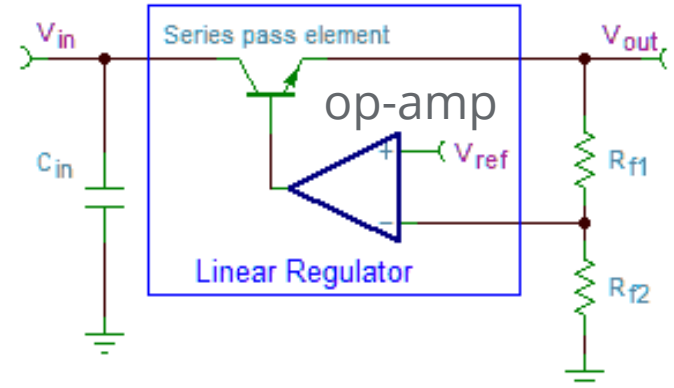 Vin
Series pass element
Vout
op-amp
+
Vref
Cin
Rf1
−
Linear Regulator
Rf2